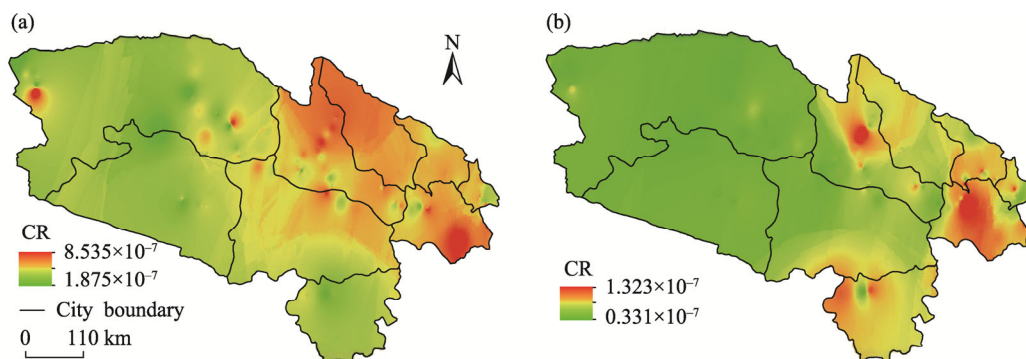 (a)
N
CR
8.535×10⁻⁷
1.875×10⁻⁷
City boundary
0 110 km
(b)
CR
1.323×10⁻⁷
0.331×10⁻⁷